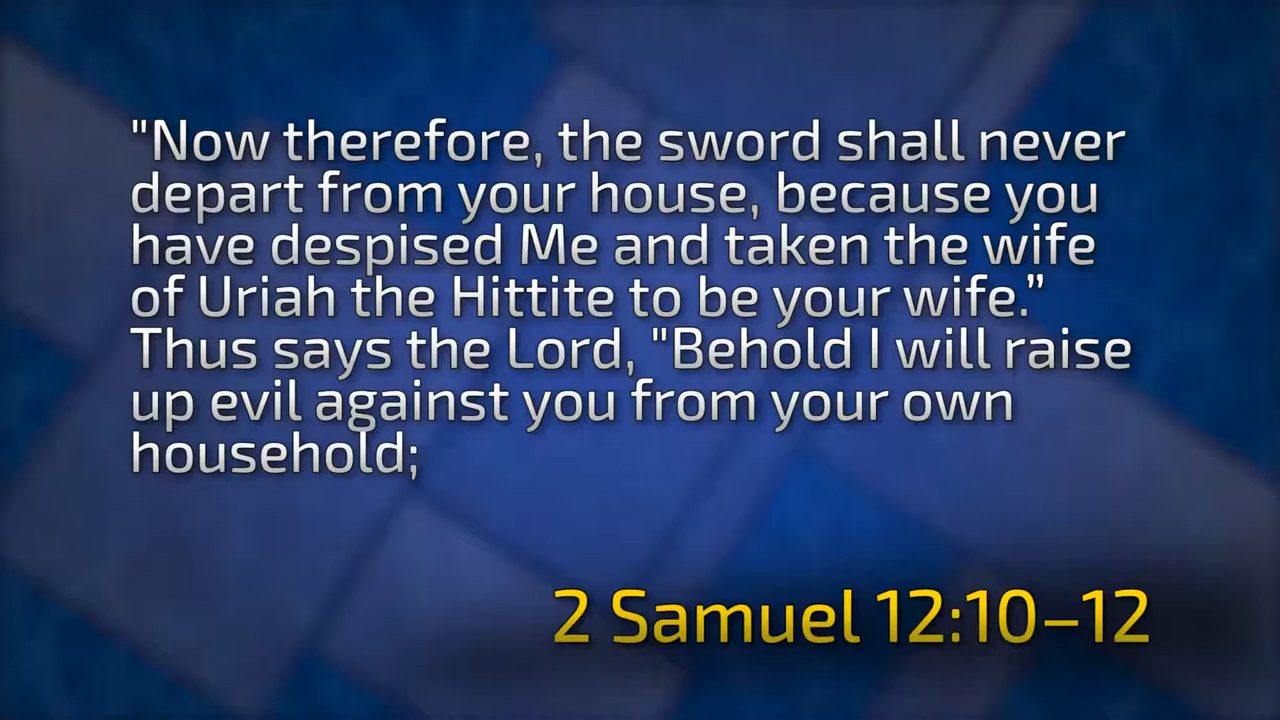 "Now therefore, the sword shall never
depart from your house, because you
have despised Me and taken the wife
of Uriah the Hittite to be your wife.”
Thus says the Lord, "Behold I will raise
up evil against you from your own
household;
2 Samuel 12:10–12